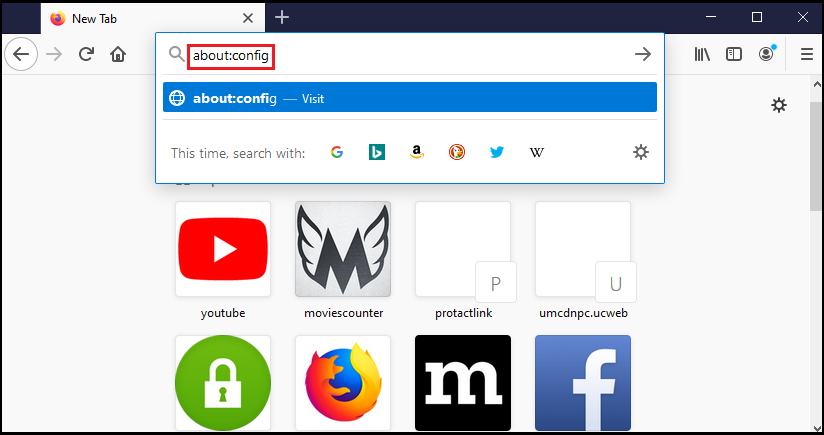 New Tab
about:config
about:config — Visit
This time, search with:
youtube
moviescounter
protactlink
umcdnpc.ucweb
P
U